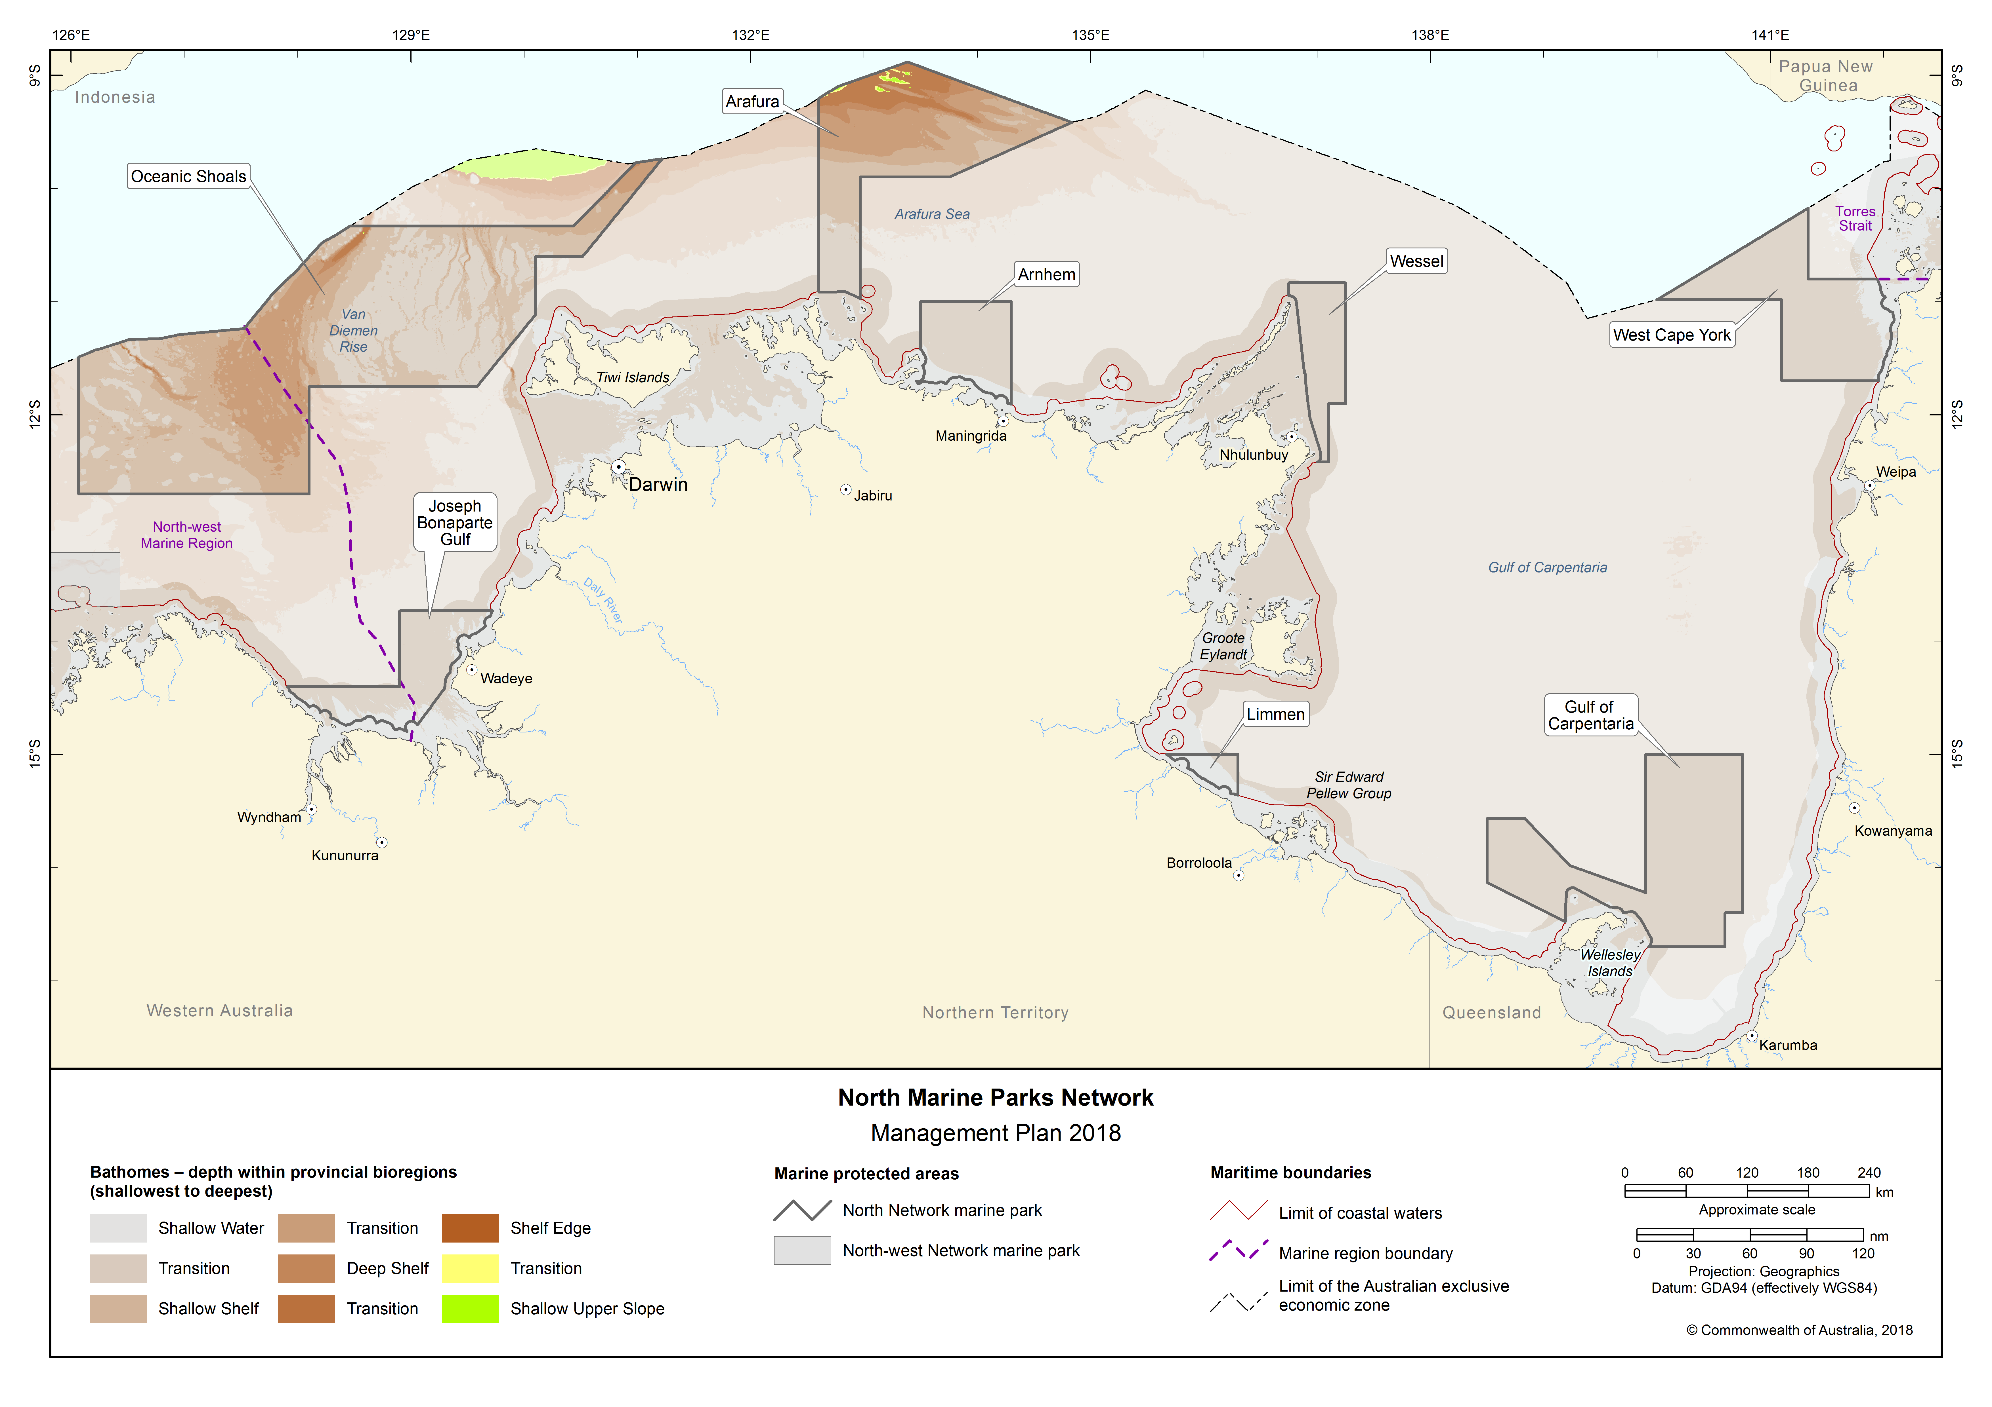 126°E
129°E
132°E
135°E
138°E
141°E
9°S
9°S
Indonesia
Papua New
Guinea
Arafura
Oceanic Shoals
Arafura Sea
Torres
Strait
Wessel
Arnhem
Van
Diemen
Rise
West Cape York
Tiwi Islands
12°S
12°S
Maningrida
Nhulunbuy
Weipa
Darwin
Jabiru
Joseph
Bonaparte
Gulf
North-west
Marine Region
Gulf of Carpentaria
Daly River
Groote
Eylandt
Wadeye
Limmen
Gulf of
Carpentaria
15°S
15°S
Sir Edward
Pellew Group
Wyndham
Kununurra
Borroloola
Kowanyama
Wellesley
Islands
Western Australia
Northern Territory
Queensland
Karumba
North Marine Parks Network
Management Plan 2018
Bathomes – depth within provincial bioregions
(shallowest to deepest)
Shallow Water
Transition
Shallow Shelf
Transition
Deep Shelf
Transition
Shelf Edge
Transition
Shallow Upper Slope
Marine protected areas
North Network marine park
North-west Network marine park
Maritime boundaries
Limit of coastal waters
Marine region boundary
Limit of the Australian exclusive
economic zone
0 60 120 180 240
km
Approximate scale
nm
0 30 60 90 120
Projection: Geographics
Datum: GDA94 (effectively WGS84)
© Commonwealth of Australia, 2018